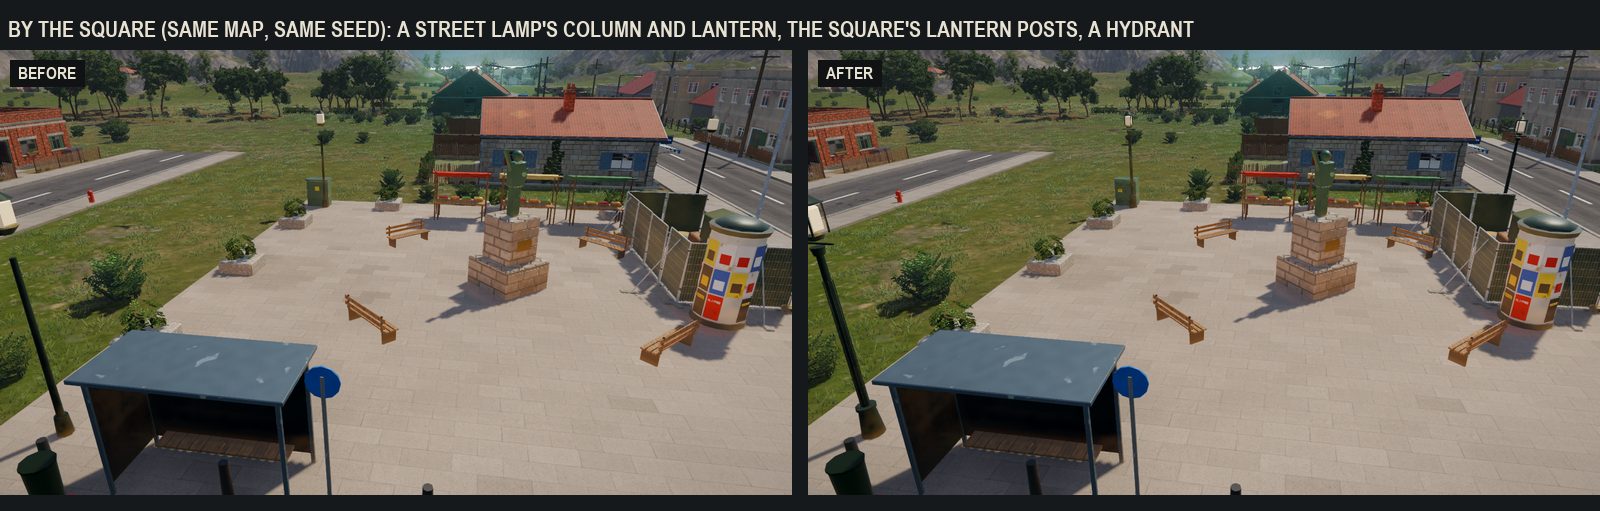 BY THE SQUARE (SAME MAP, SAME SEED): A STREET LAMP'S COLUMN AND LANTERN, THE SQUARE'S LANTERN POSTS, A HYDRANT
BEFORE
AFTER